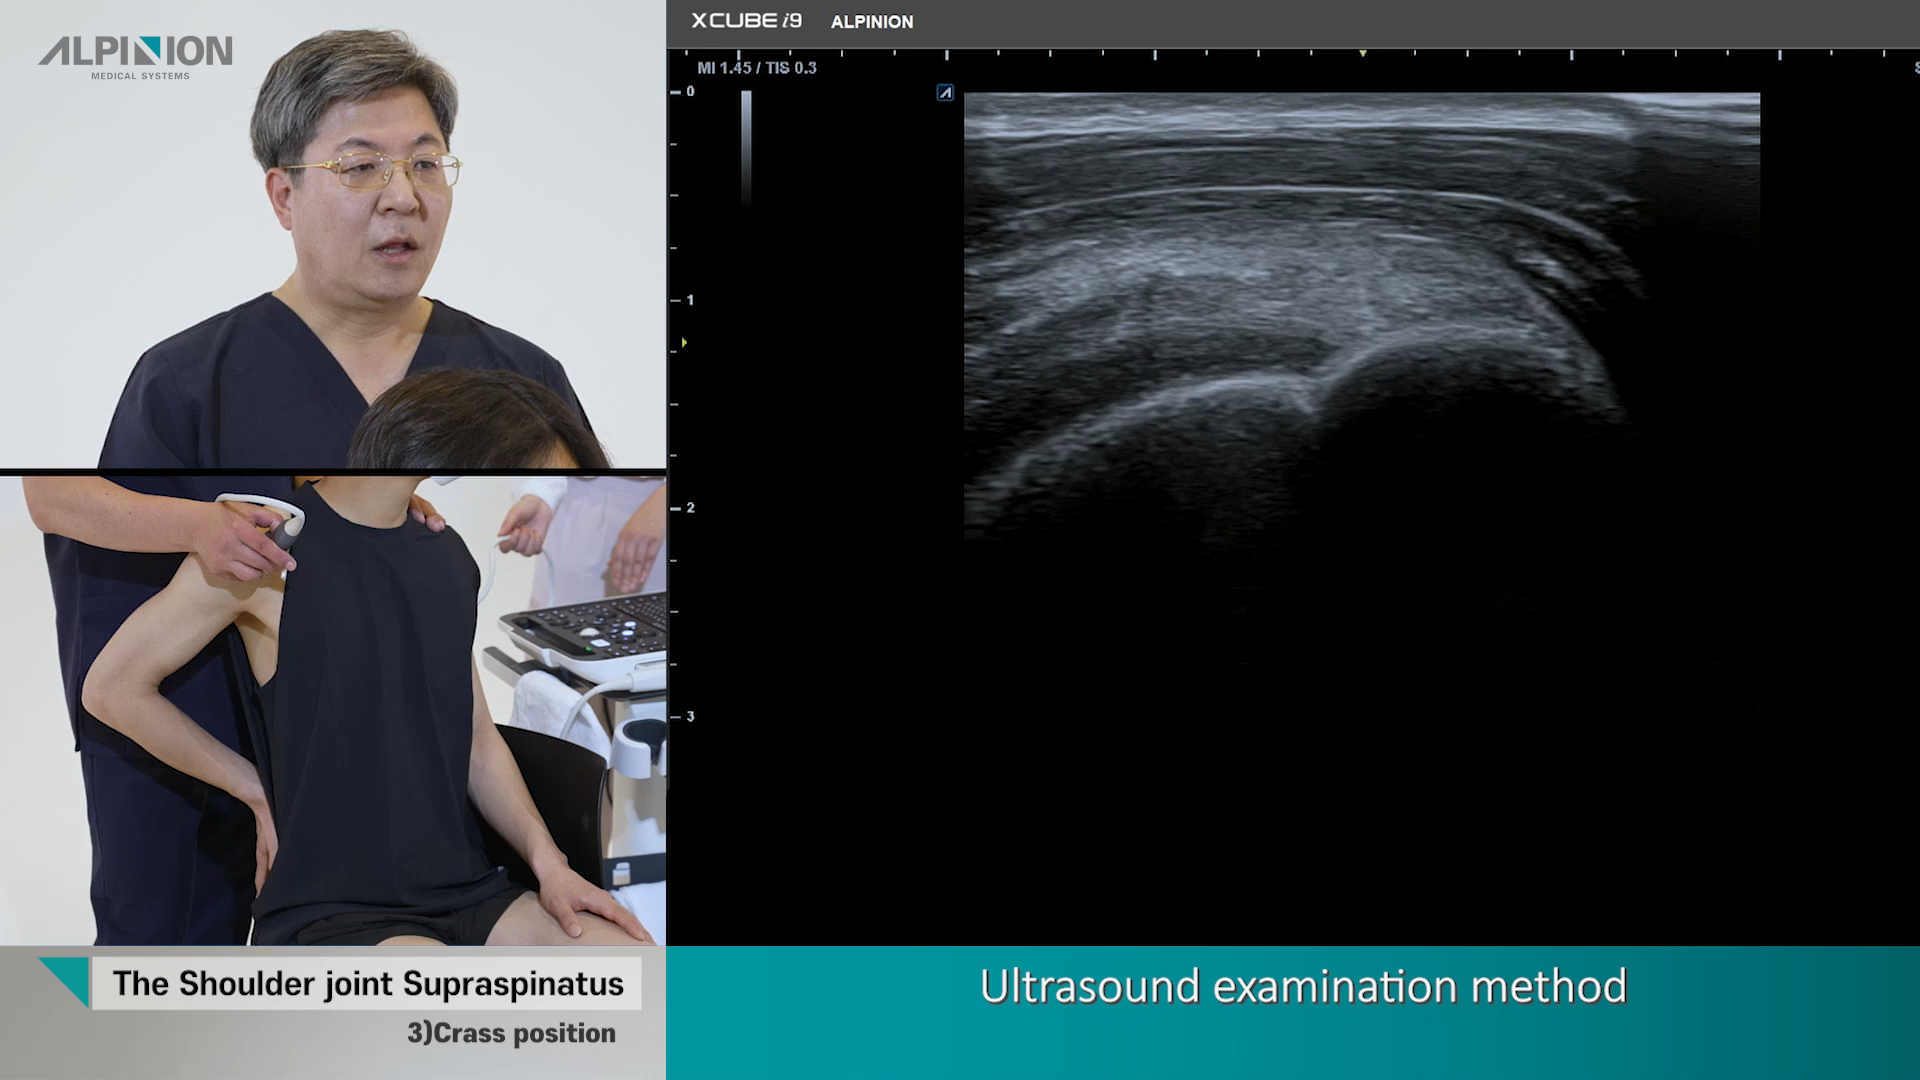 ALPINION
MEDICAL SYSTEMS
XCUBE i9 ALPINION
MI 1.45 / TIS 0.3
0
1
2
3
The Shoulder joint Supraspinatus
3)Crass position
Ultrasound examination method